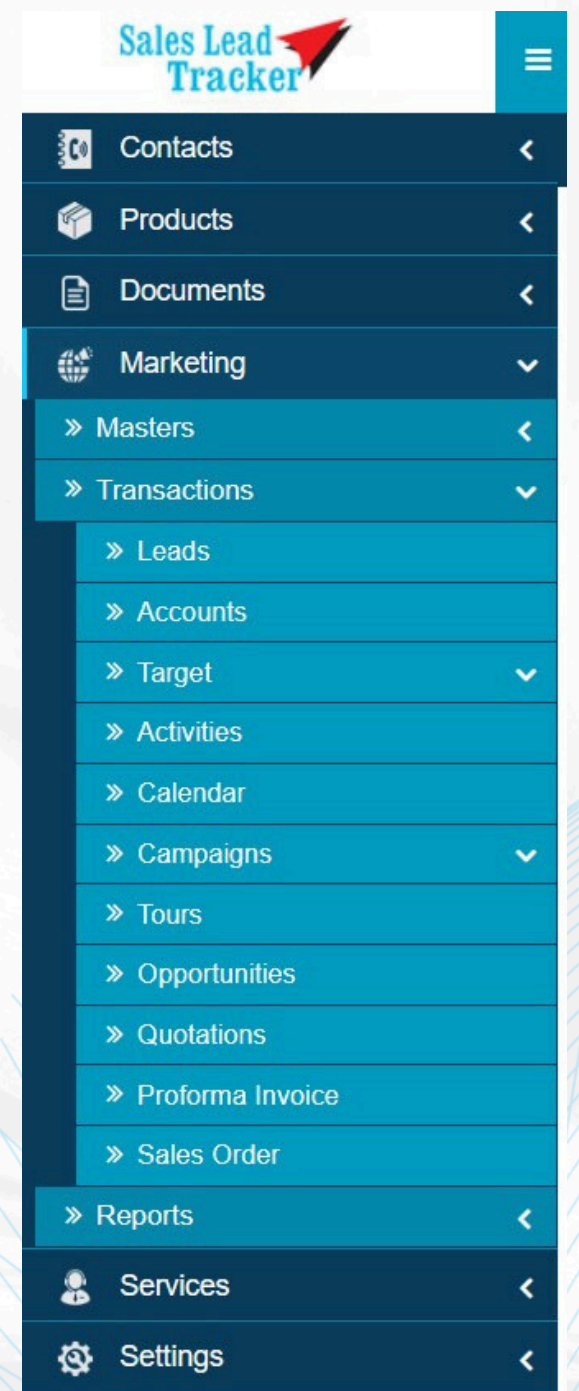 Sales Lead
Tracker
Contacts
Products
Documents
Marketing
» Masters
» Transactions
» Leads
» Accounts
» Target
» Activities
» Calendar
» Campaigns
» Tours
» Opportunities
» Quotations
» Proforma Invoice
» Sales Order
» Reports
Services
Settings